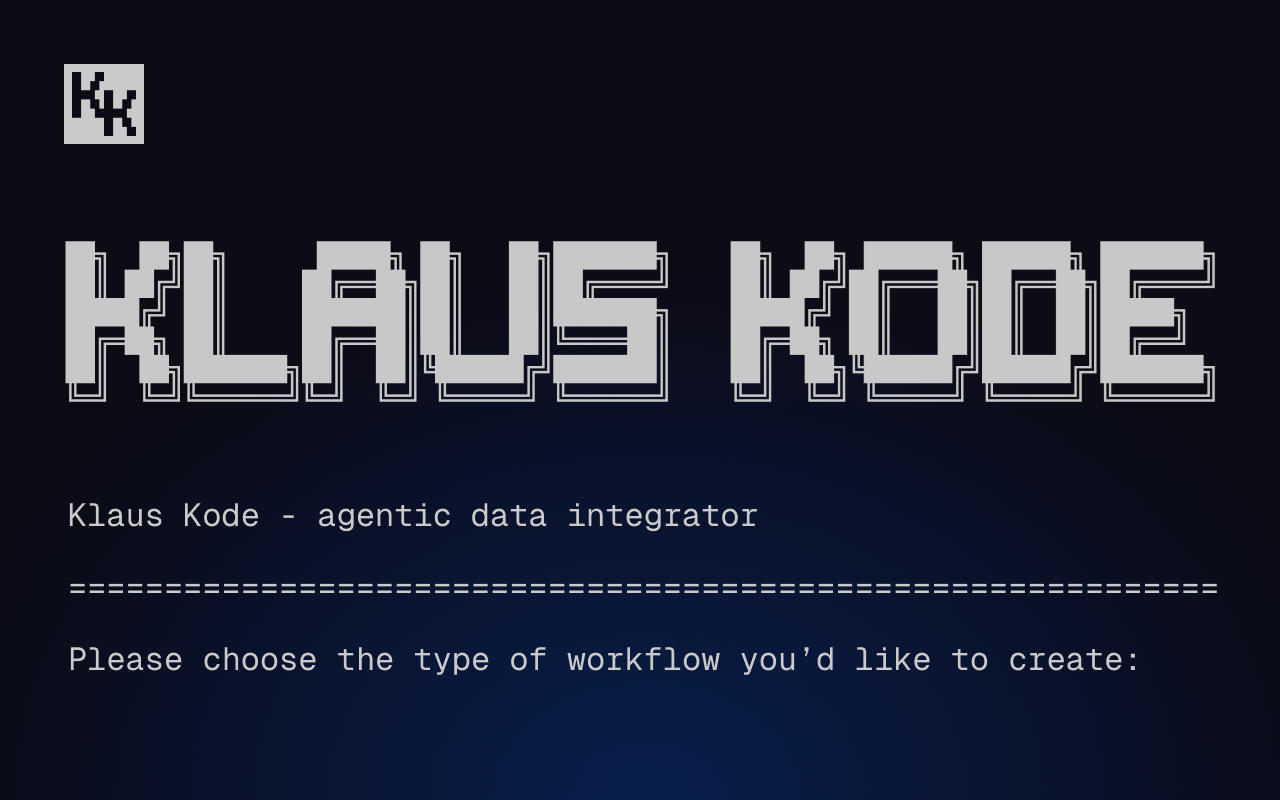 KK
KLAUS KODE
Klaus Kode - agentic data integrator
============================================================
Please choose the type of workflow you’d like to create: